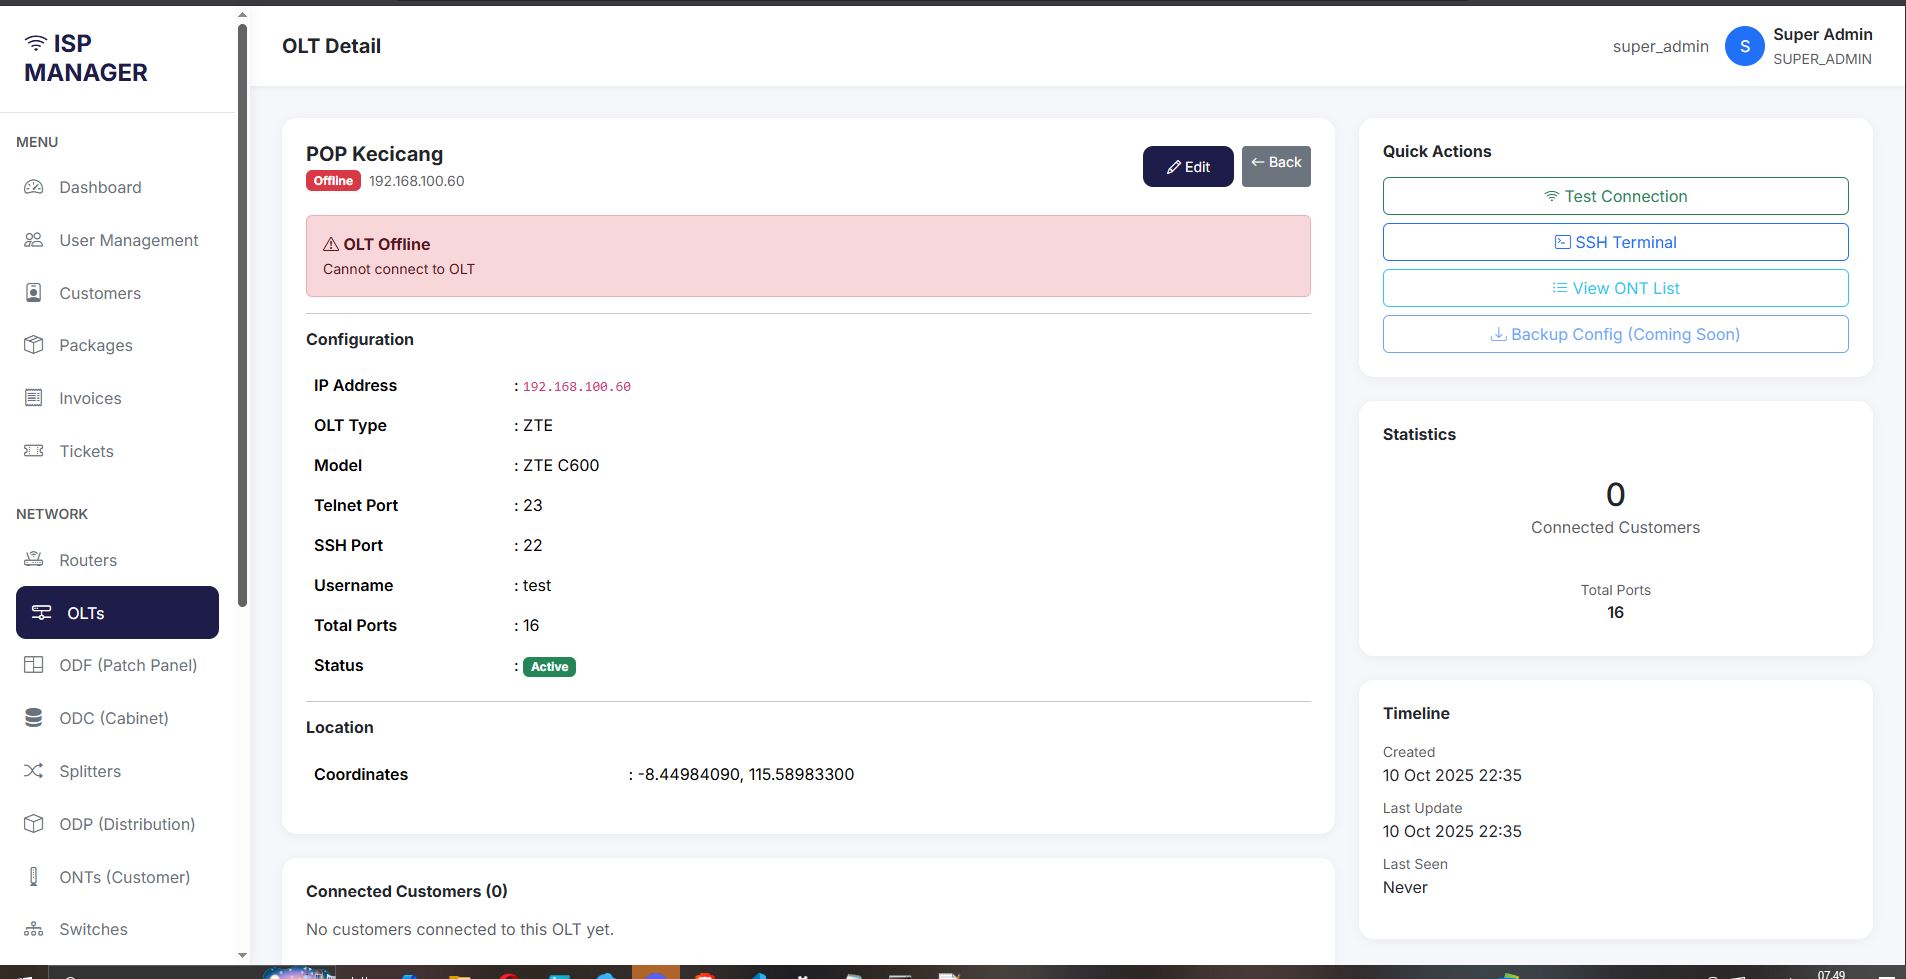 ISP
MANAGER
OLT Detail
super_admin
S
Super Admin
SUPER_ADMIN
MENU
Dashboard
User Management
Customers
Packages
Invoices
Tickets
NETWORK
Routers
OLTs
ODF (Patch Panel)
ODC (Cabinet)
Splitters
ODP (Distribution)
ONTs (Customer)
Switches
POP Kecicang
Offline 192.168.100.60
Edit
← Back
OLT Offline
Cannot connect to OLT
Configuration
IP Address : 192.168.100.60
OLT Type : ZTE
Model : ZTE C600
Telnet Port : 23
SSH Port : 22
Username : test
Total Ports : 16
Status : Active
Location
Coordinates : -8.44984090, 115.58983300
Connected Customers (0)
No customers connected to this OLT yet.
Quick Actions
Test Connection
SSH Terminal
View ONT List
Backup Config (Coming Soon)
Statistics
0
Connected Customers
Total Ports
16
Timeline
Created
10 Oct 2025 22:35
Last Update
10 Oct 2025 22:35
Last Seen
Never
07.49